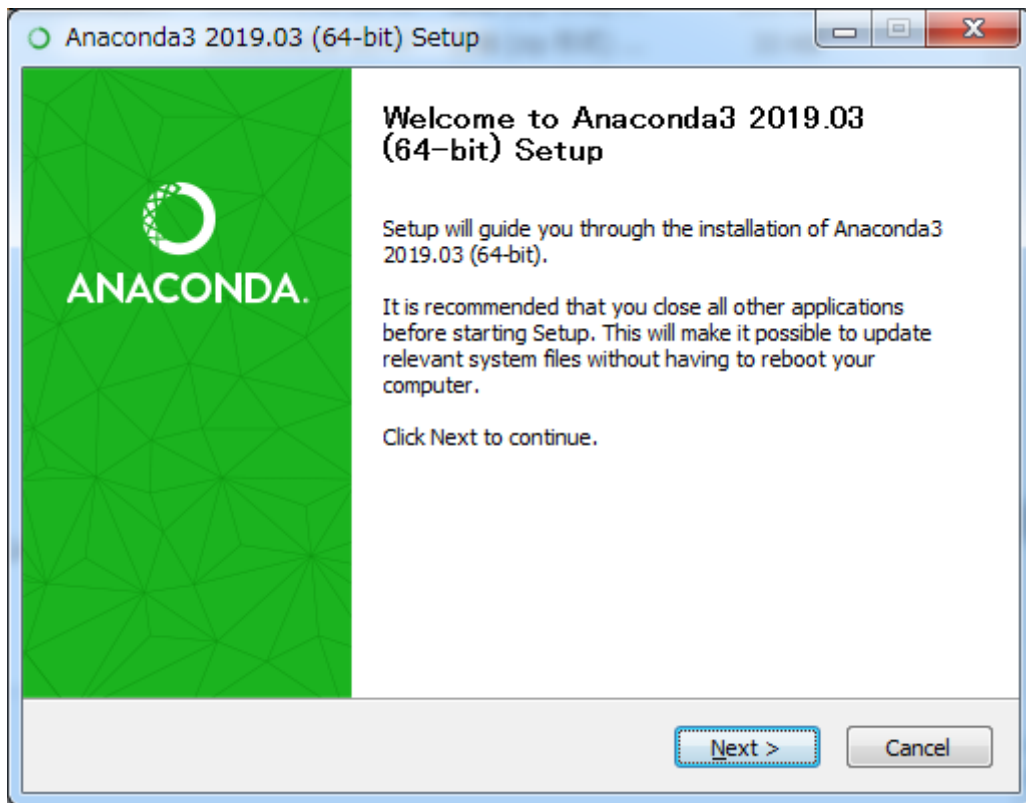 Anaconda3 2019.03 (64-bit) Setup
Welcome to Anaconda3 2019.03
(64-bit) Setup
ANACONDA.
Setup will guide you through the installation of Anaconda3
2019.03 (64-bit).
It is recommended that you close all other applications
before starting Setup. This will make it possible to update
relevant system files without having to reboot your
computer.
Click Next to continue.
Next >
Cancel